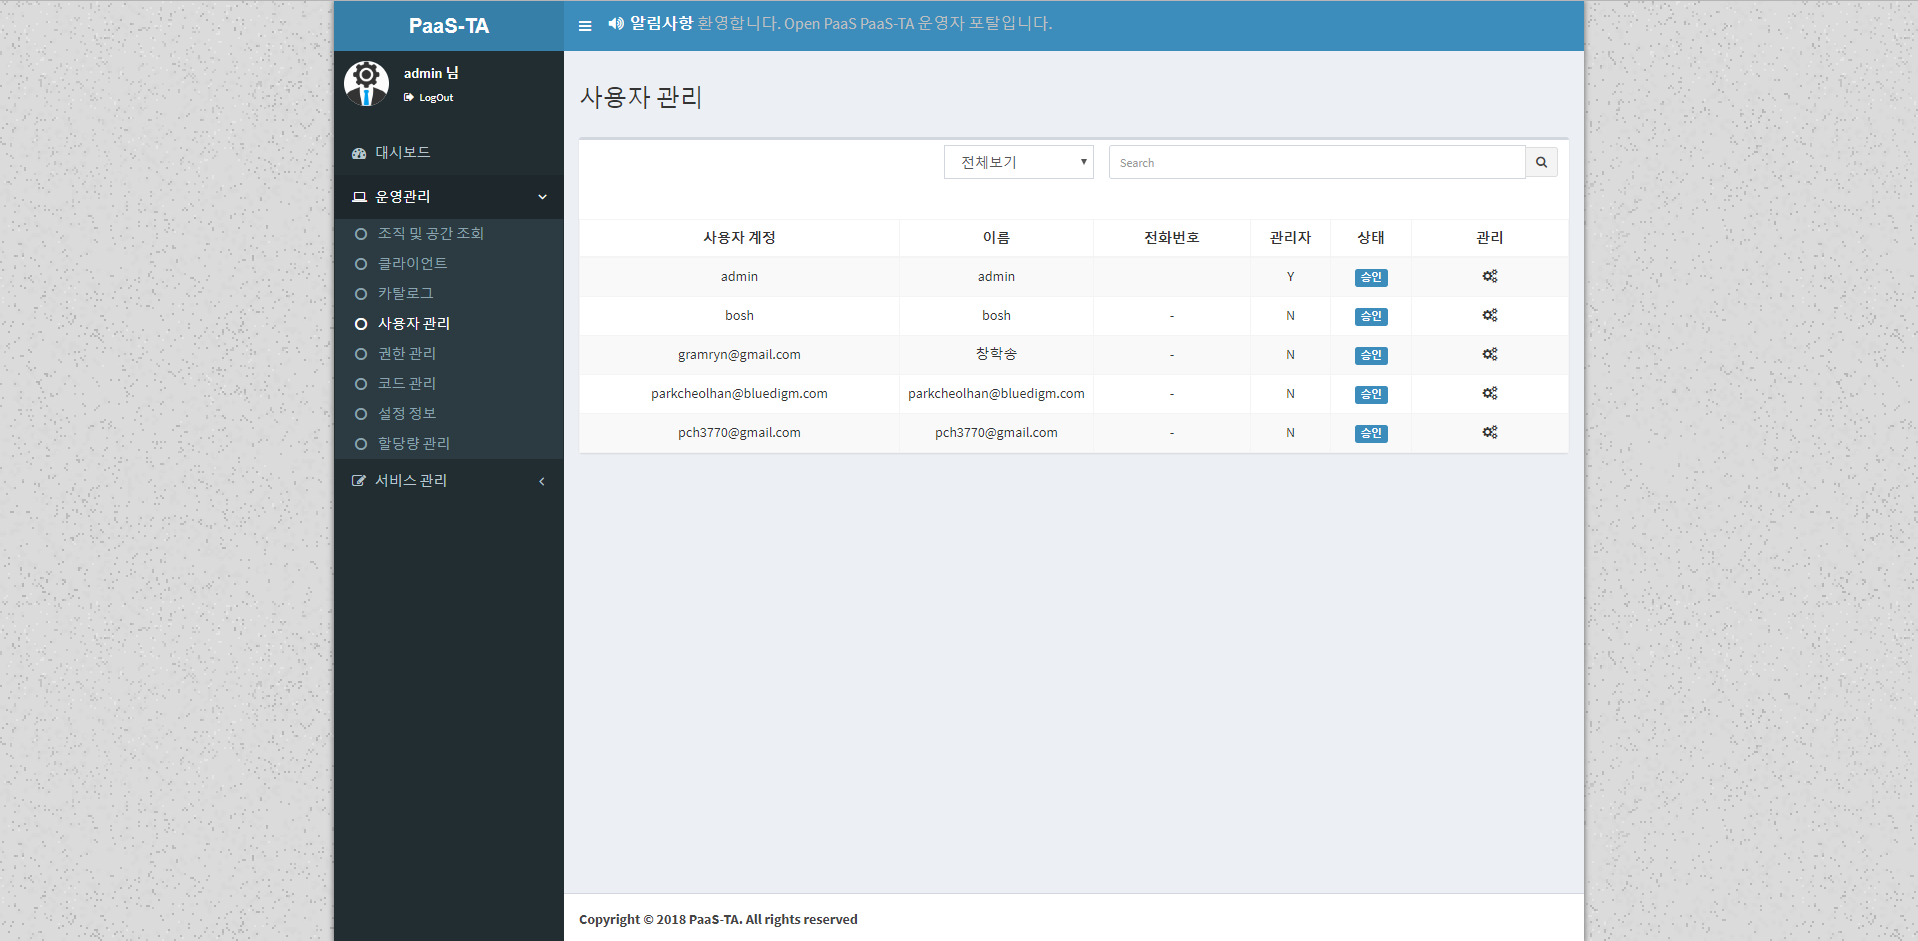 PaaS-TA
알림사항 환영합니다. Open PaaS PaaS-TA 운영자 포탈입니다.
admin 님
LogOut
대시보드
운영관리
조직 및 공간 조회
클라이언트
카탈로그
사용자 관리
권한 관리
코드 관리
설정 정보
할당량 관리
서비스 관리
사용자 관리
전체보기 Search
사용자 계정 이름 전화번호 관리자 상태 관리
admin admin Y 승인
bosh bosh - N 승인
gramryn@gmail.com 창학송 - N 승인
parkcheolhan@bluedigm.com parkcheolhan@bluedigm.com - N 승인
pch3770@gmail.com pch3770@gmail.com - N 승인
Copyright © 2018 PaaS-TA. All rights reserved